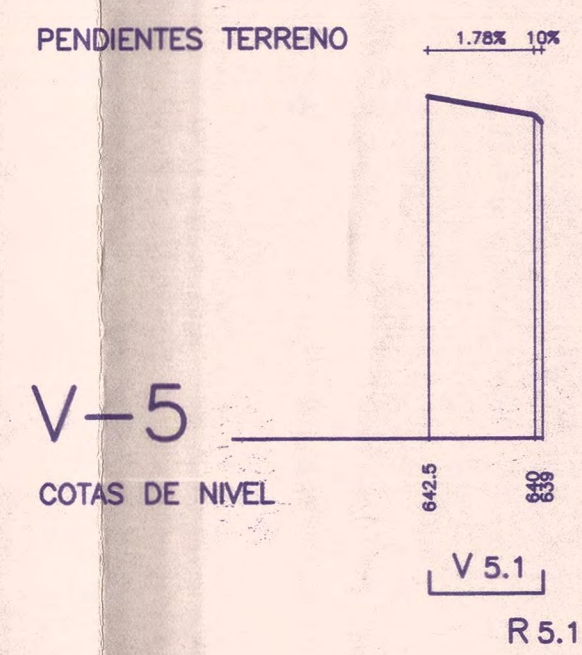 PENDIENTES TERRENO
1.78% 10%
V-5
COTAS DE NIVEL
642.5 640 639
V 5.1
R 5.1